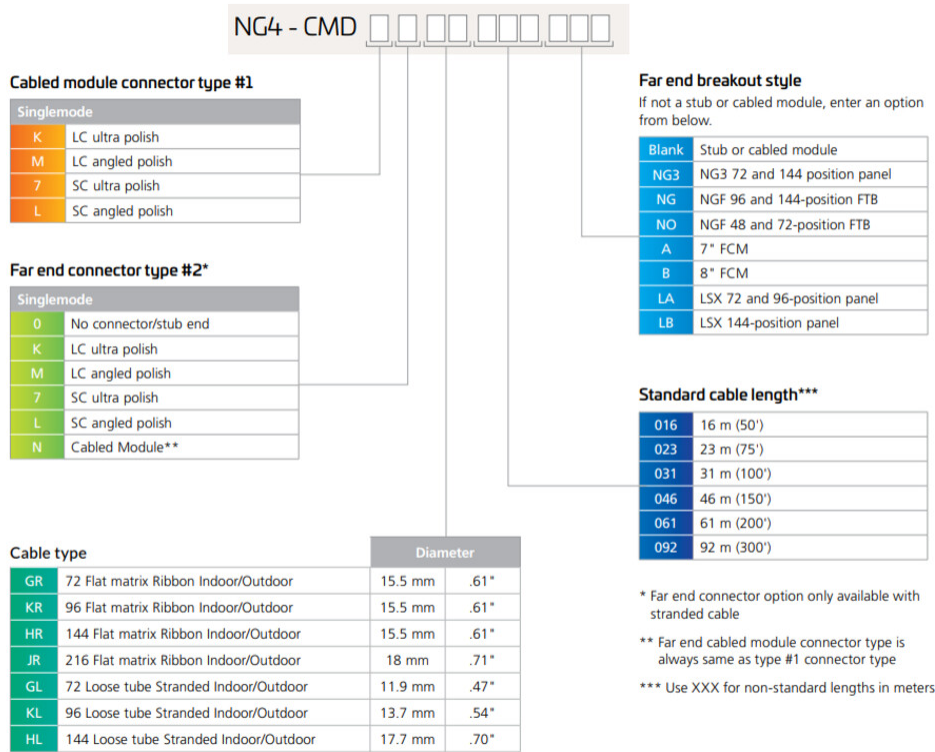 NG4 - CMD
Cabled module connector type #1
Singlemode
K LC ultra polish
M LC angled polish
7 SC ultra polish
L SC angled polish
Far end connector type #2*
Singlemode
0 No connector/stub end
K LC ultra polish
M LC angled polish
7 SC ultra polish
L SC angled polish
N Cabled Module**
Cable type Diameter
GR 72 Flat matrix Ribbon Indoor/Outdoor 15.5 mm .61"
KR 96 Flat matrix Ribbon Indoor/Outdoor 15.5 mm .61"
HR 144 Flat matrix Ribbon Indoor/Outdoor 15.5 mm .61"
JR 216 Flat matrix Ribbon Indoor/Outdoor 18 mm .71"
GL 72 Loose tube Stranded Indoor/Outdoor 11.9 mm .47"
KL 96 Loose tube Stranded Indoor/Outdoor 13.7 mm .54"
HL 144 Loose tube Stranded Indoor/Outdoor 17.7 mm .70"
Far end breakout style
If not a stub or cabled module, enter an option
from below.
Blank Stub or cabled module
NG3 NG3 72 and 144 position panel
NG NGF 96 and 144-position FTB
NO NGF 48 and 72-position FTB
A 7" FCM
B 8" FCM
LA LSX 72 and 96-position panel
LB LSX 144-position panel
Standard cable length***
016 16 m (50')
023 23 m (75')
031 31 m (100')
046 46 m (150')
061 61 m (200')
092 92 m (300')
* Far end connector option only available with
stranded cable
** Far end cabled module connector type is
always same as type #1 connector type
*** Use XXX for non-standard lengths in meters